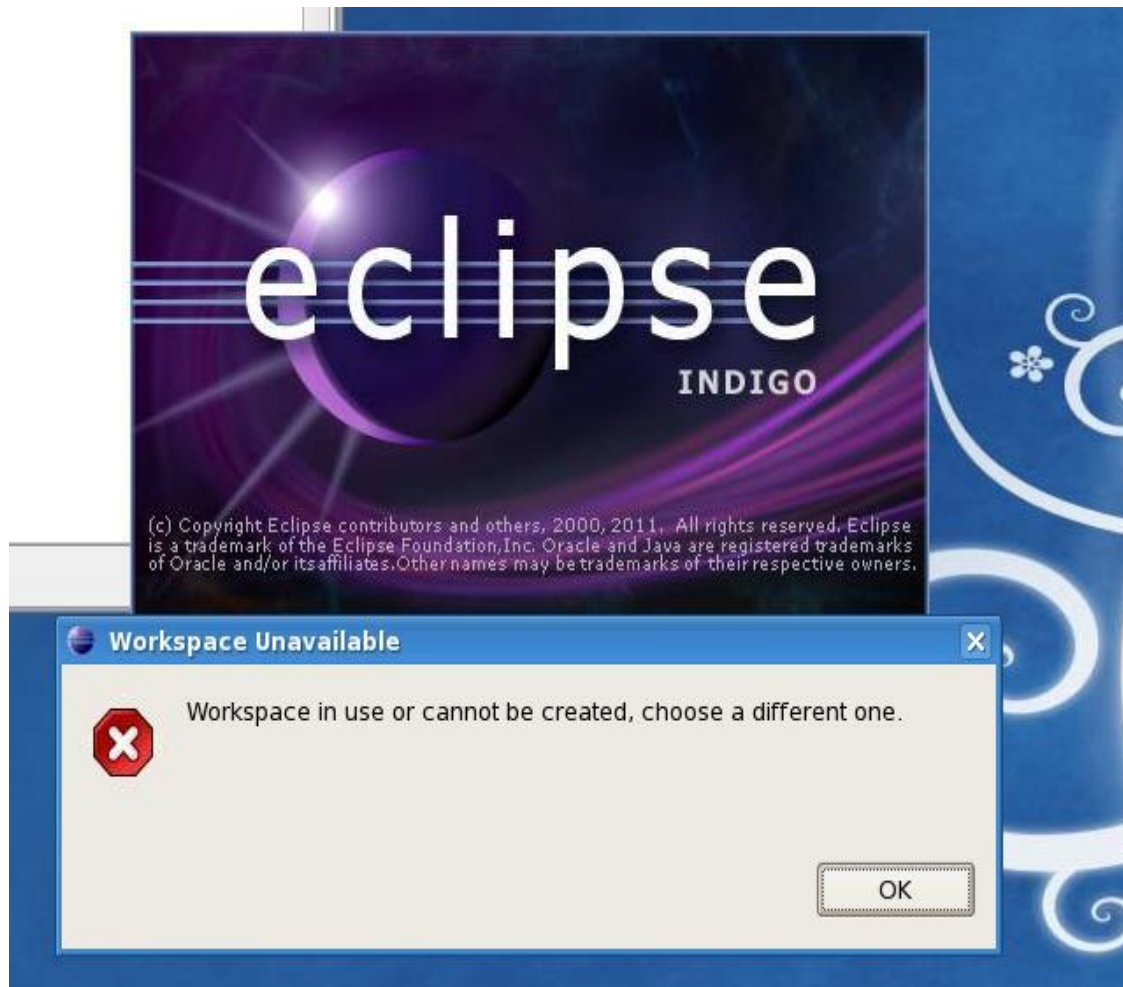 eclipse
INDIGO
(c) Copyright Eclipse contributors and others, 2000, 2011. All rights reserved. Eclipse
is a trademark of the Eclipse Foundation,Inc. Oracle and Java are registered trademarks
of Oracle and/or itsaffiliates.Other names may be trademarks of their respective owners.
Workspace Unavailable
Workspace in use or cannot be created, choose a different one.
OK